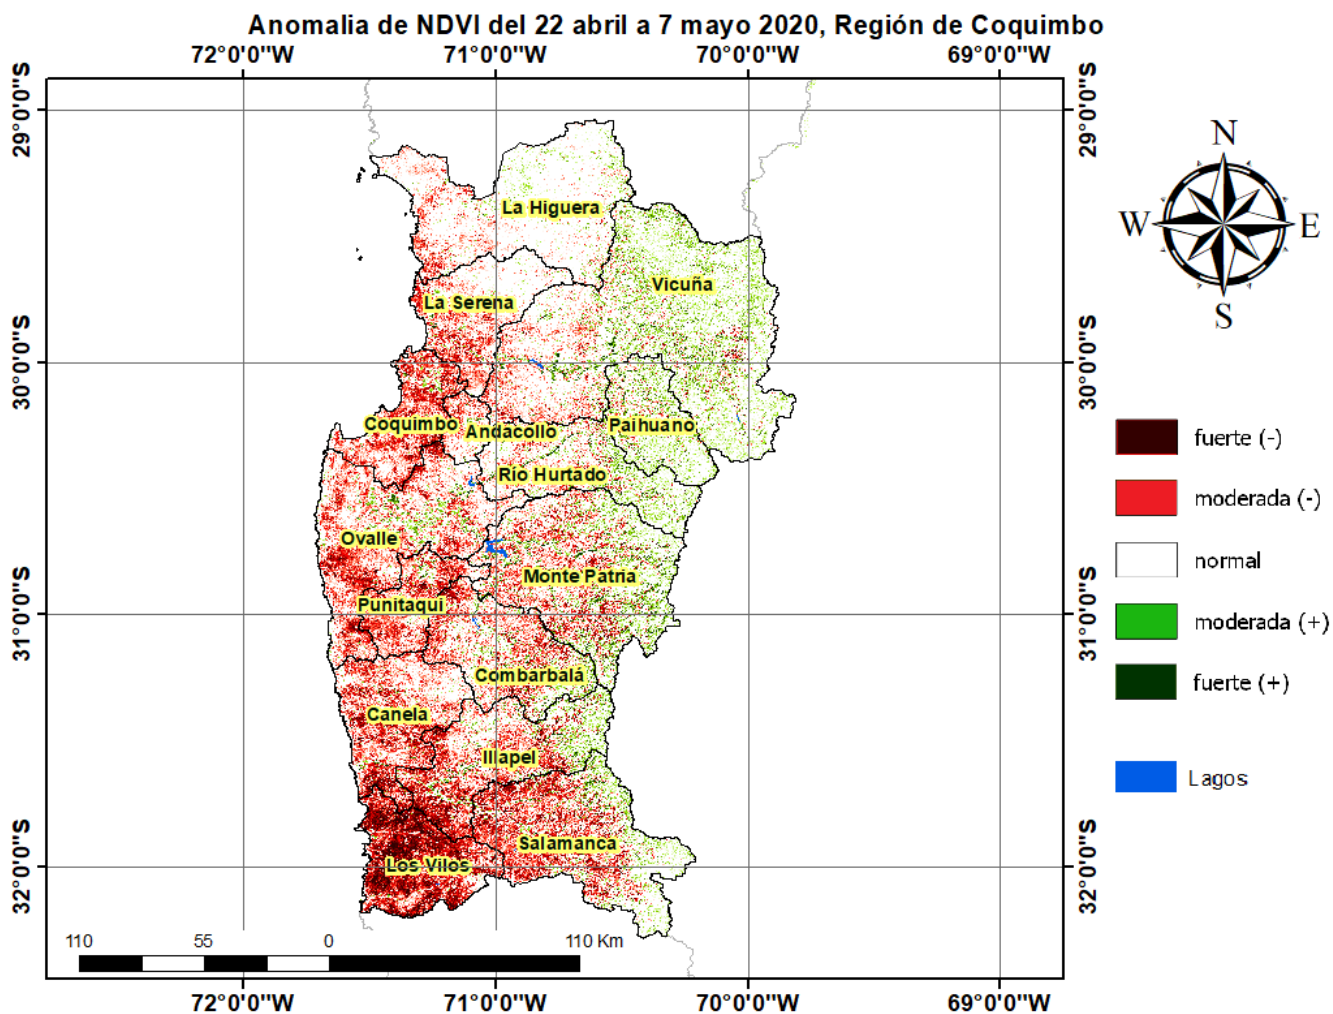 Anomalia de NDVI del 22 abril a 7 mayo 2020, Región de Coquimbo
72°0'0"W 71°0'0"W 70°0'0"W 69°0'0"W
29°0'0"S 29°0'0"S
N
W E
S
La Higuera
Vicuña
La Serena
30°0'0"S 30°0'0"S
Coquimbo
Andacollo
Paihuano
Río Hurtado
Ovalle
Monte Patria
Punitaqui
31°0'0"S 31°0'0"S
Combarbalá
Canela
Illapel
Salamanca
Los Vilos
32°0'0"S 32°0'0"S
fuerte (-)
moderada (-)
normal
moderada (+)
fuerte (+)
Lagos
110 55 0 110 Km
72°0'0"W 71°0'0"W 70°0'0"W 69°0'0"W